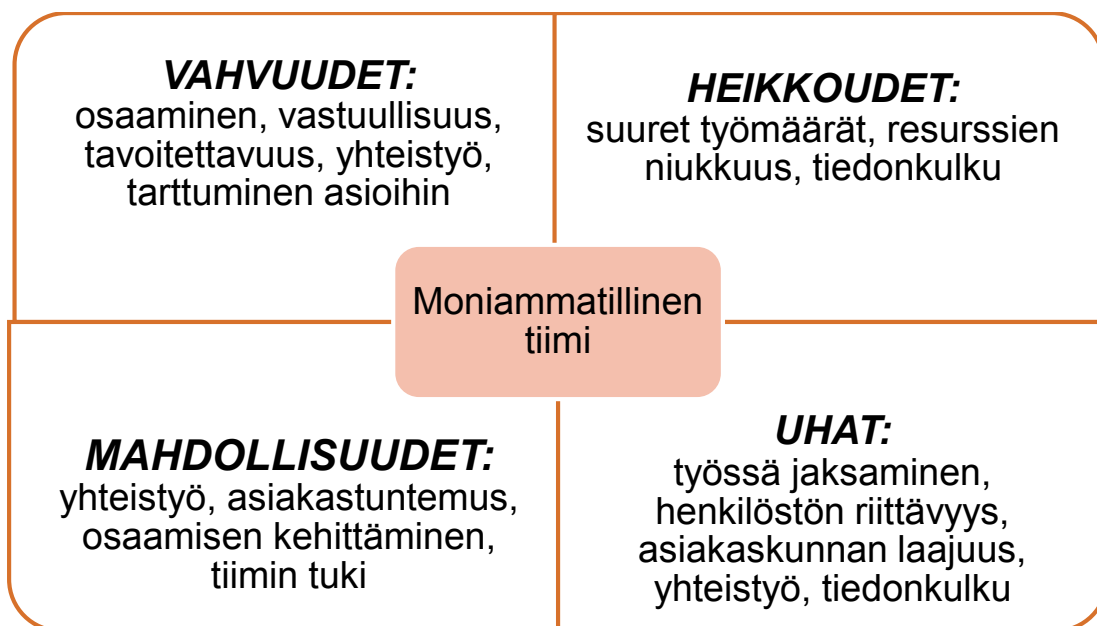 VAHVUUDET:
osaaminen, vastuullisuus,
tavoitettavuus, yhteistyö,
tarttuminen asioihin
HEIKKOUDET:
suuret työmäärät, resurssien
niukkuus, tiedonkulku
Moniammatillinen
tiimi
MAHDOLLISUUDET:
yhteistyö, asiakastuntemus,
osaamisen kehittäminen,
tiimin tuki
UHAT:
työssä jaksaminen,
henkilöstön riittävyys,
asiakaskunnan laajuus,
yhteistyö, tiedonkulku